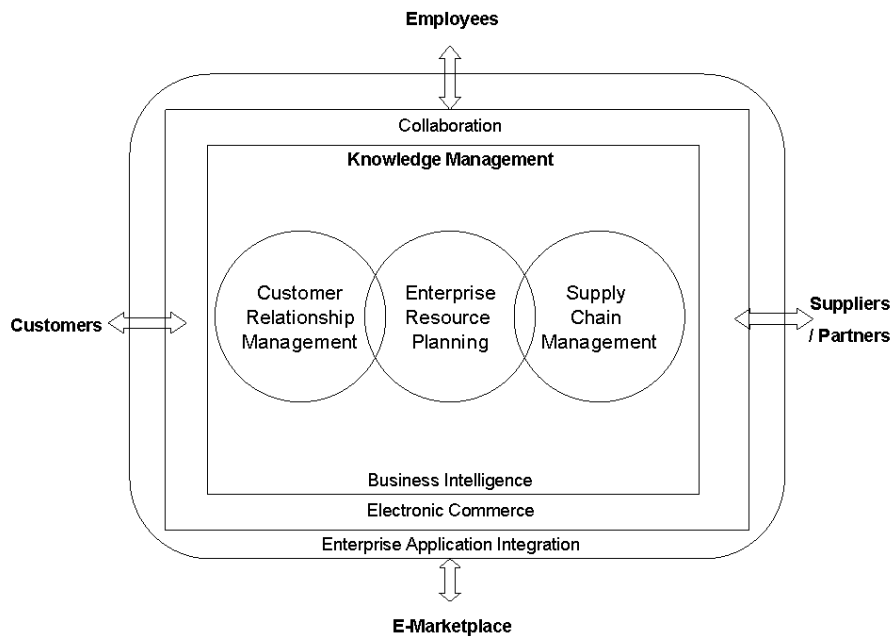 Employees
Collaboration
Knowledge Management
Customer
Relationship
Management
Enterprise
Resource
Planning
Supply
Chain
Management
Customers
Suppliers
/ Partners
Business Intelligence
Electronic Commerce
Enterprise Application Integration
E-Marketplace